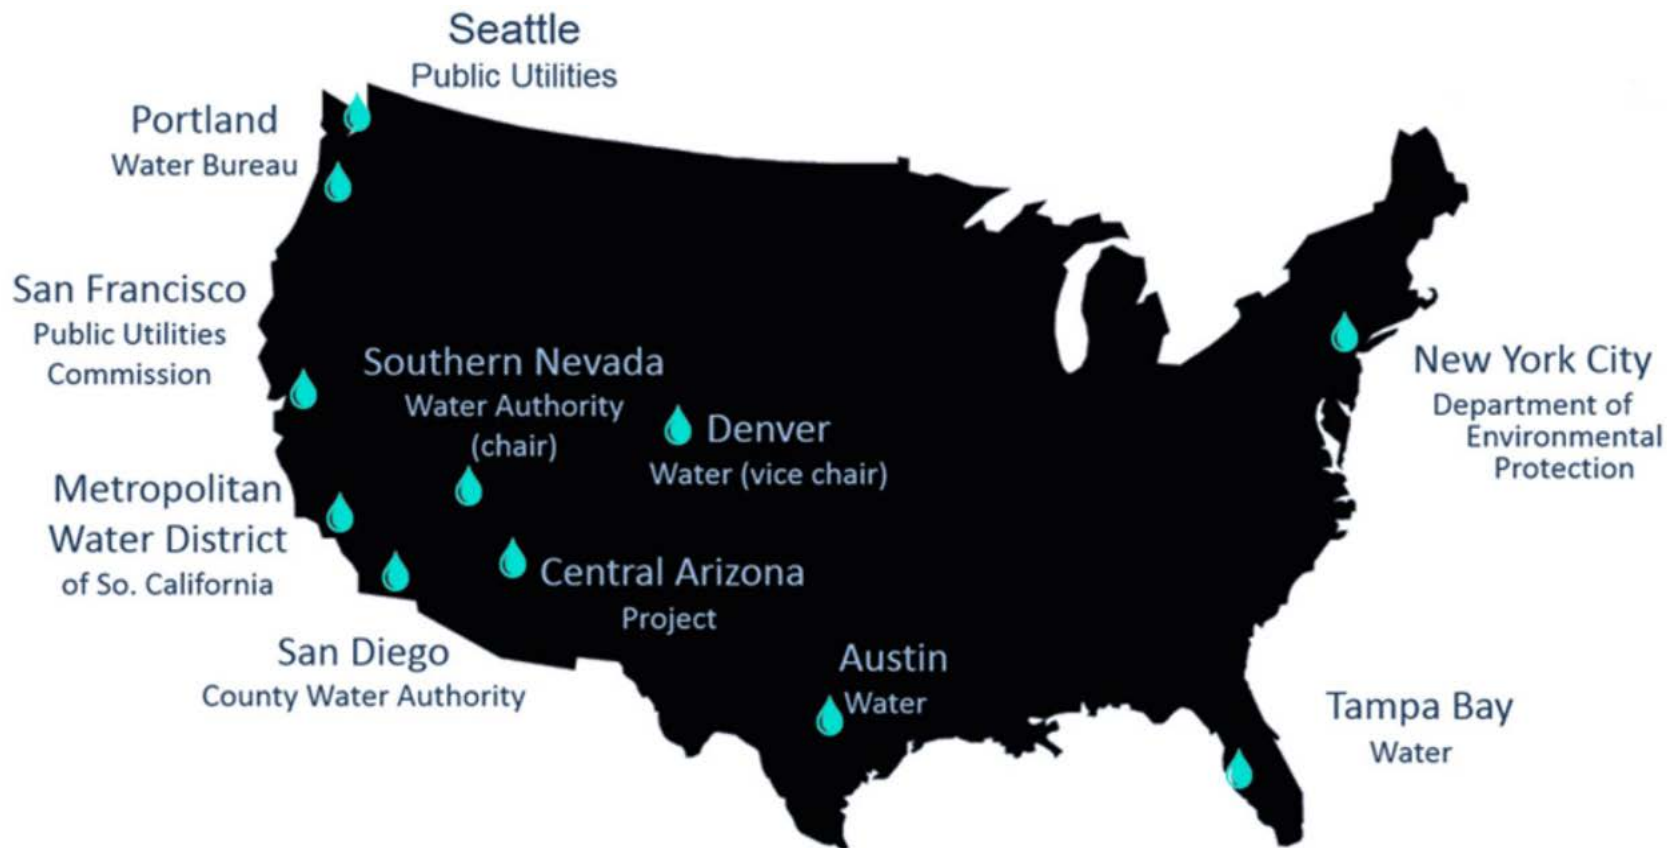 Seattle
Public Utilities
Portland
Water Bureau
San Francisco
Public Utilities
Commission
Southern Nevada
Water Authority
(chair)
Denver
Water (vice chair)
New York City
Department of
Environmental
Protection
Metropolitan
Water District
of So. California
Central Arizona
Project
San Diego
County Water Authority
Austin
Water
Tampa Bay
Water